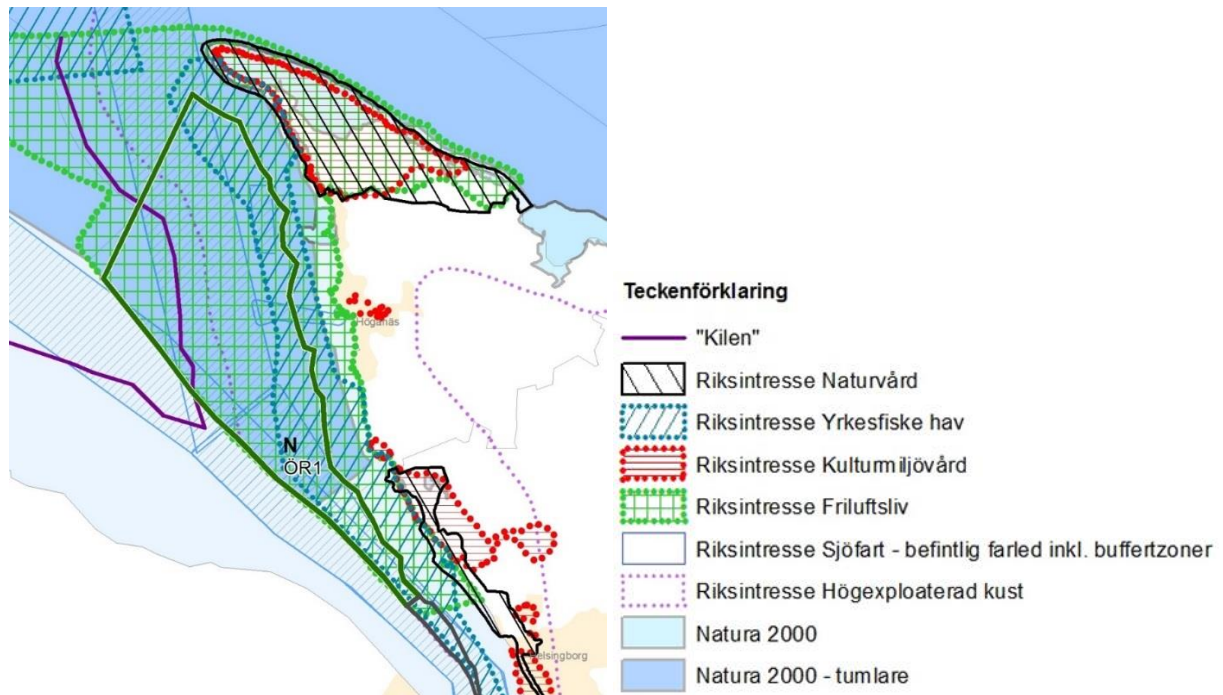 Höganäs
N
ÖR1
Helsingborg
Teckenförklaring
"Kilen"
Riksintresse Naturvård
Riksintresse Yrkesfiske hav
Riksintresse Kulturmiljövård
Riksintresse Friluftsliv
Riksintresse Sjöfart - befintlig farled inkl. buffertzoner
Riksintresse Högexploaterad kust
Natura 2000
Natura 2000 - tumlare